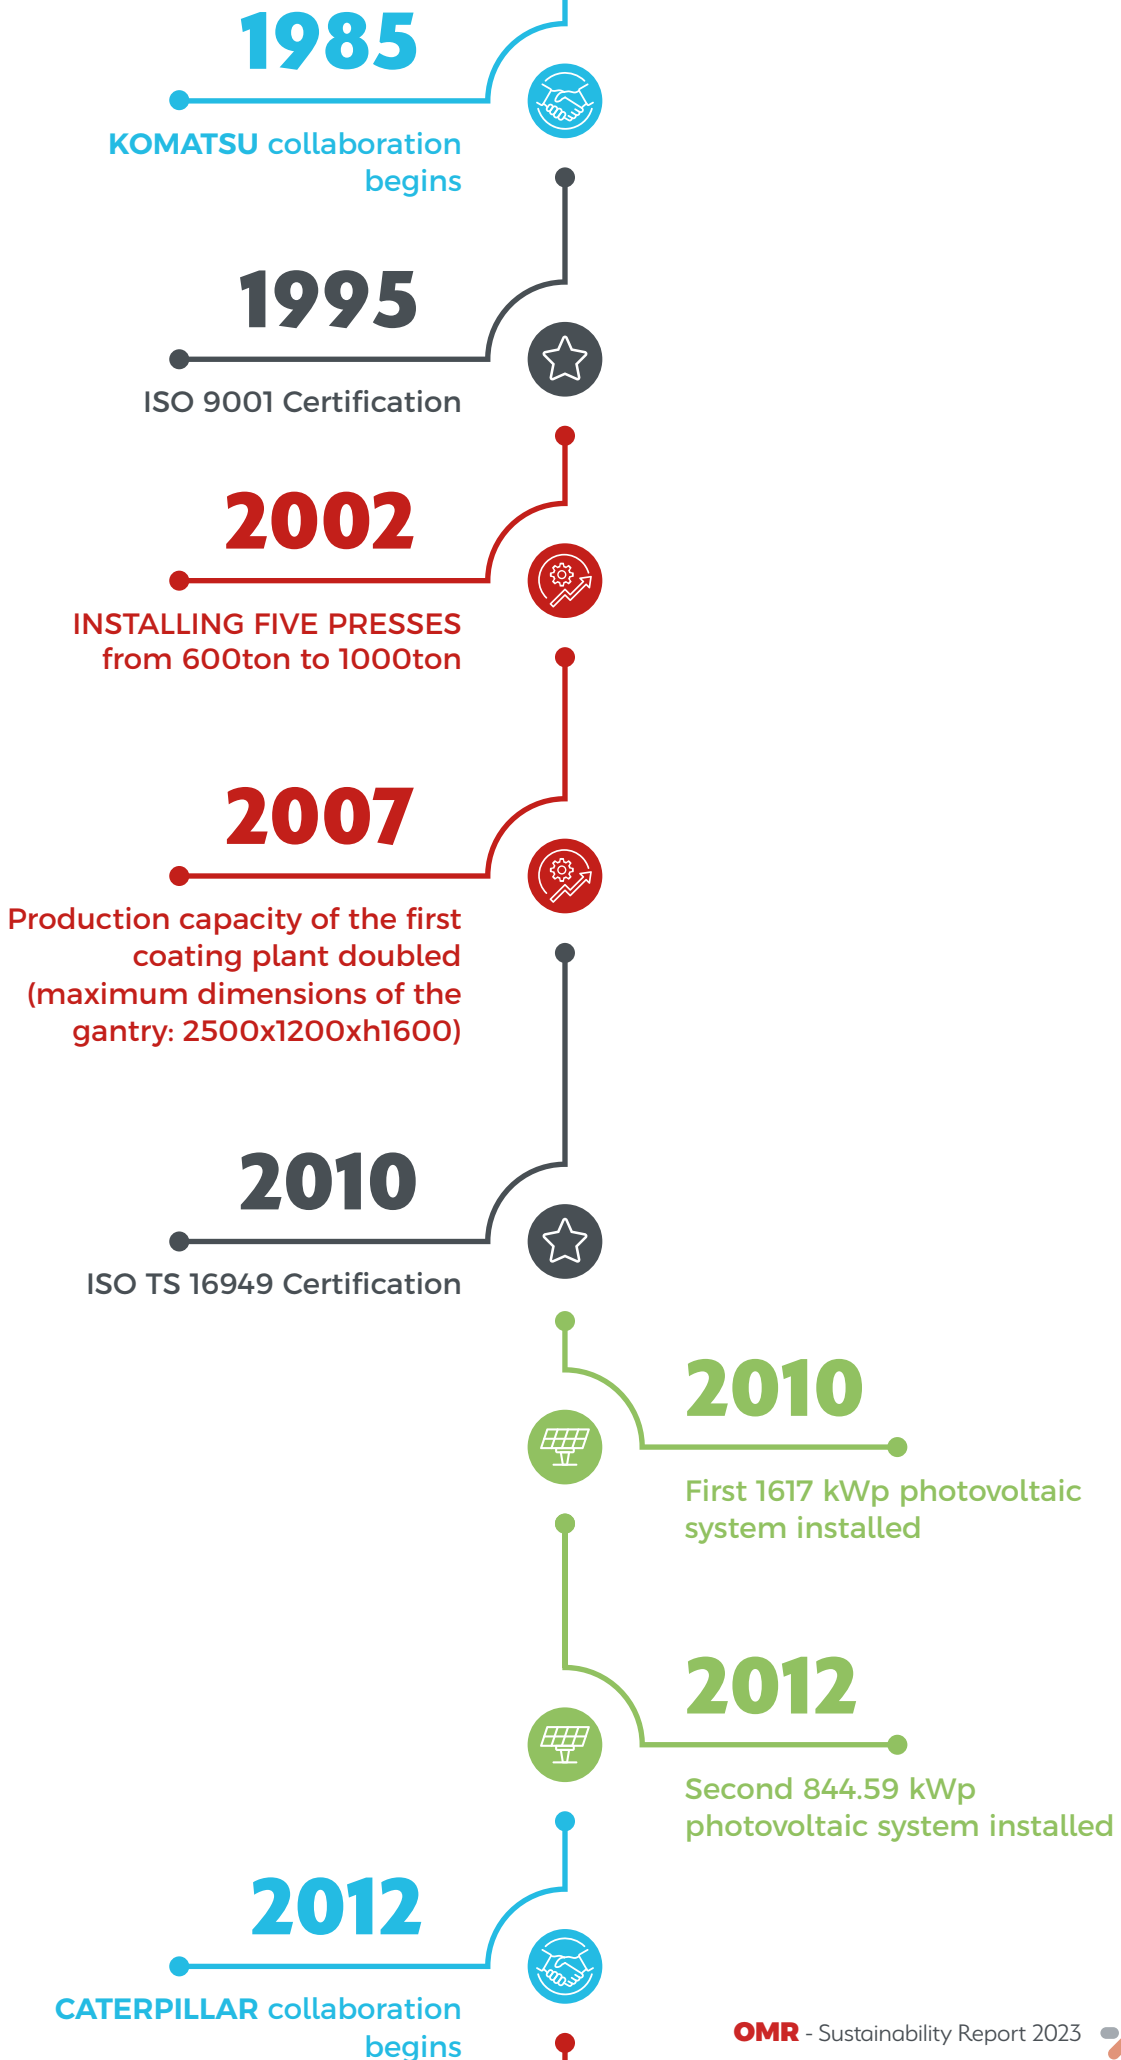 1985
KOMATSU collaboration
begins
1995
ISO 9001 Certification
2002
INSTALLING FIVE PRESSES
from 600ton to 1000ton
2007
Production capacity of the first
coating plant doubled
(maximum dimensions of the
gantry: 2500x1200xh1600)
2010
ISO TS 16949 Certification
2010
First 1617 kWp photovoltaic
system installed
2012
Second 844.59 kWp
photovoltaic system installed
2012
CATERPILLAR collaboration
begins
OMR - Sustainability Report 2023